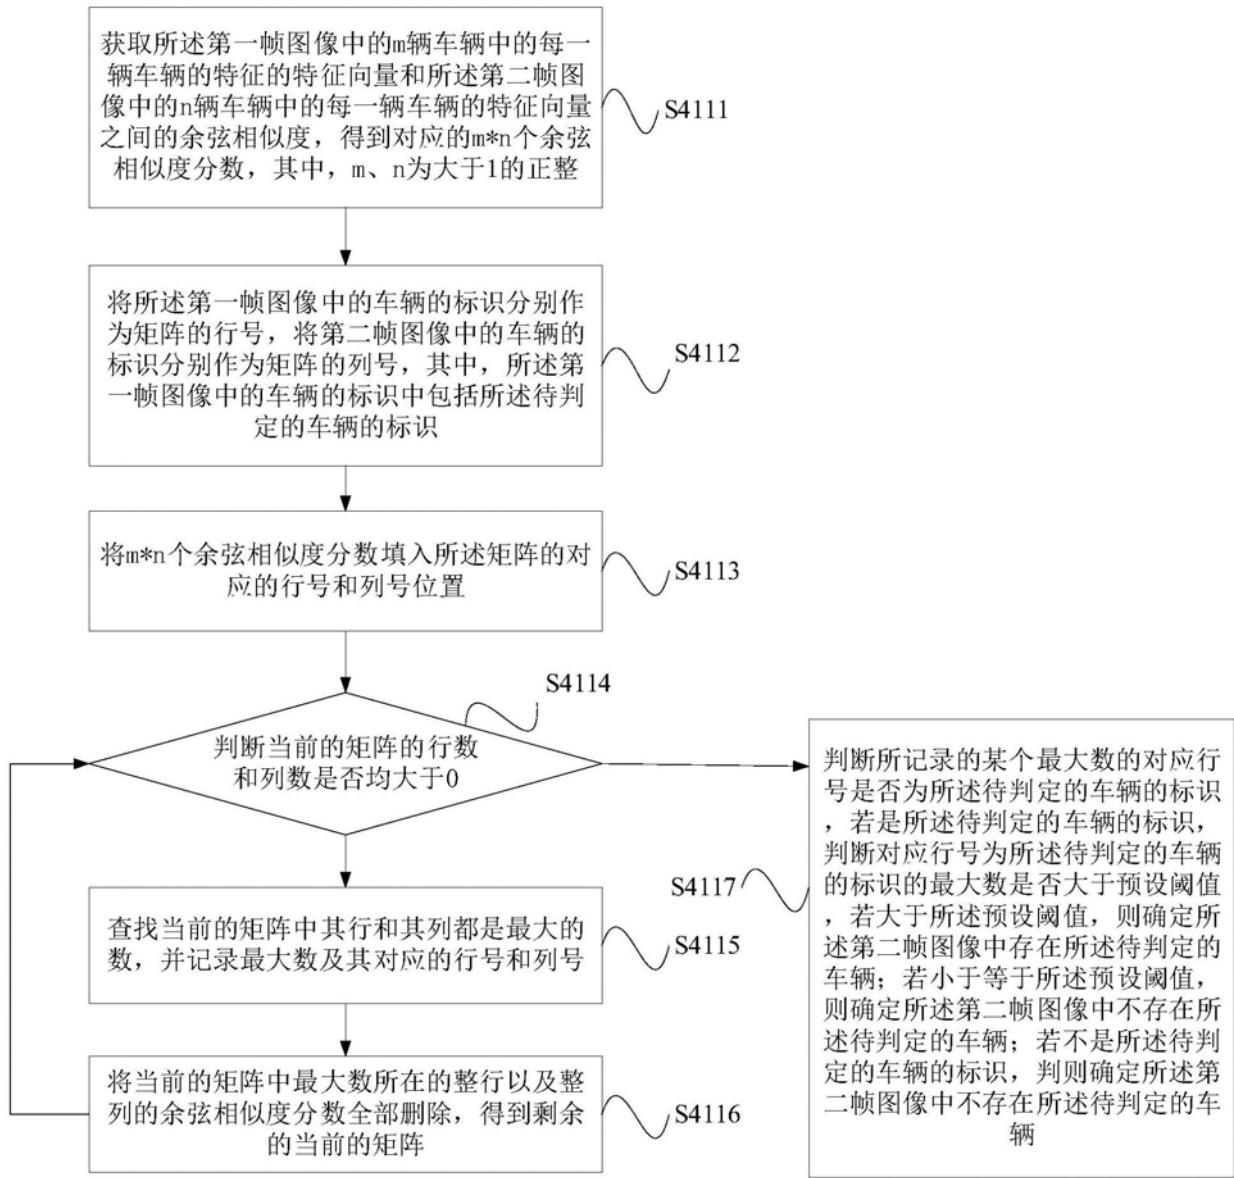 获取所述第一帧图像中的m辆车辆中的每一
辆车辆的特征的特征向量和所述第二帧图
像中的n辆车辆中的每一辆车辆的特征向量
之间的余弦相似度，得到对应的m*n个余弦
相似度分数，其中，m、n为大于1的正整
S4111
将所述第一帧图像中的车辆的标识分别作
为矩阵的行号，将第二帧图像中的车辆的
标识分别作为矩阵的列号，其中，所述第
一帧图像中的车辆的标识中包括所述待判
定的车辆的标识
S4112
将m*n个余弦相似度分数填入所述矩阵的对
应的行号和列号位置
S4113
S4114
判断当前的矩阵的行数
和列数是否均大于0
查找当前的矩阵中其行和其列都是最大的
数，并记录最大数及其对应的行号和列号
S4115
将当前的矩阵中最大数所在的整行以及整
列的余弦相似度分数全部删除，得到剩余
的当前的矩阵
S4116
S4117
判断所记录的某个最大数的对应行
号是否为所述待判定的车辆的标识
，若是所述待判定的车辆的标识，
判断对应行号为所述待判定的车辆
的标识的最大数是否大于预设阈值
，若大于所述预设阈值，则确定所
述第二帧图像中存在所述待判定的
车辆；若小于等于所述预设阈值，
则确定所述第二帧图像中不存在所
述待判定的车辆；若不是所述待判
定的车辆的标识，判则确定所述第
二帧图像中不存在所述待判定的车
辆